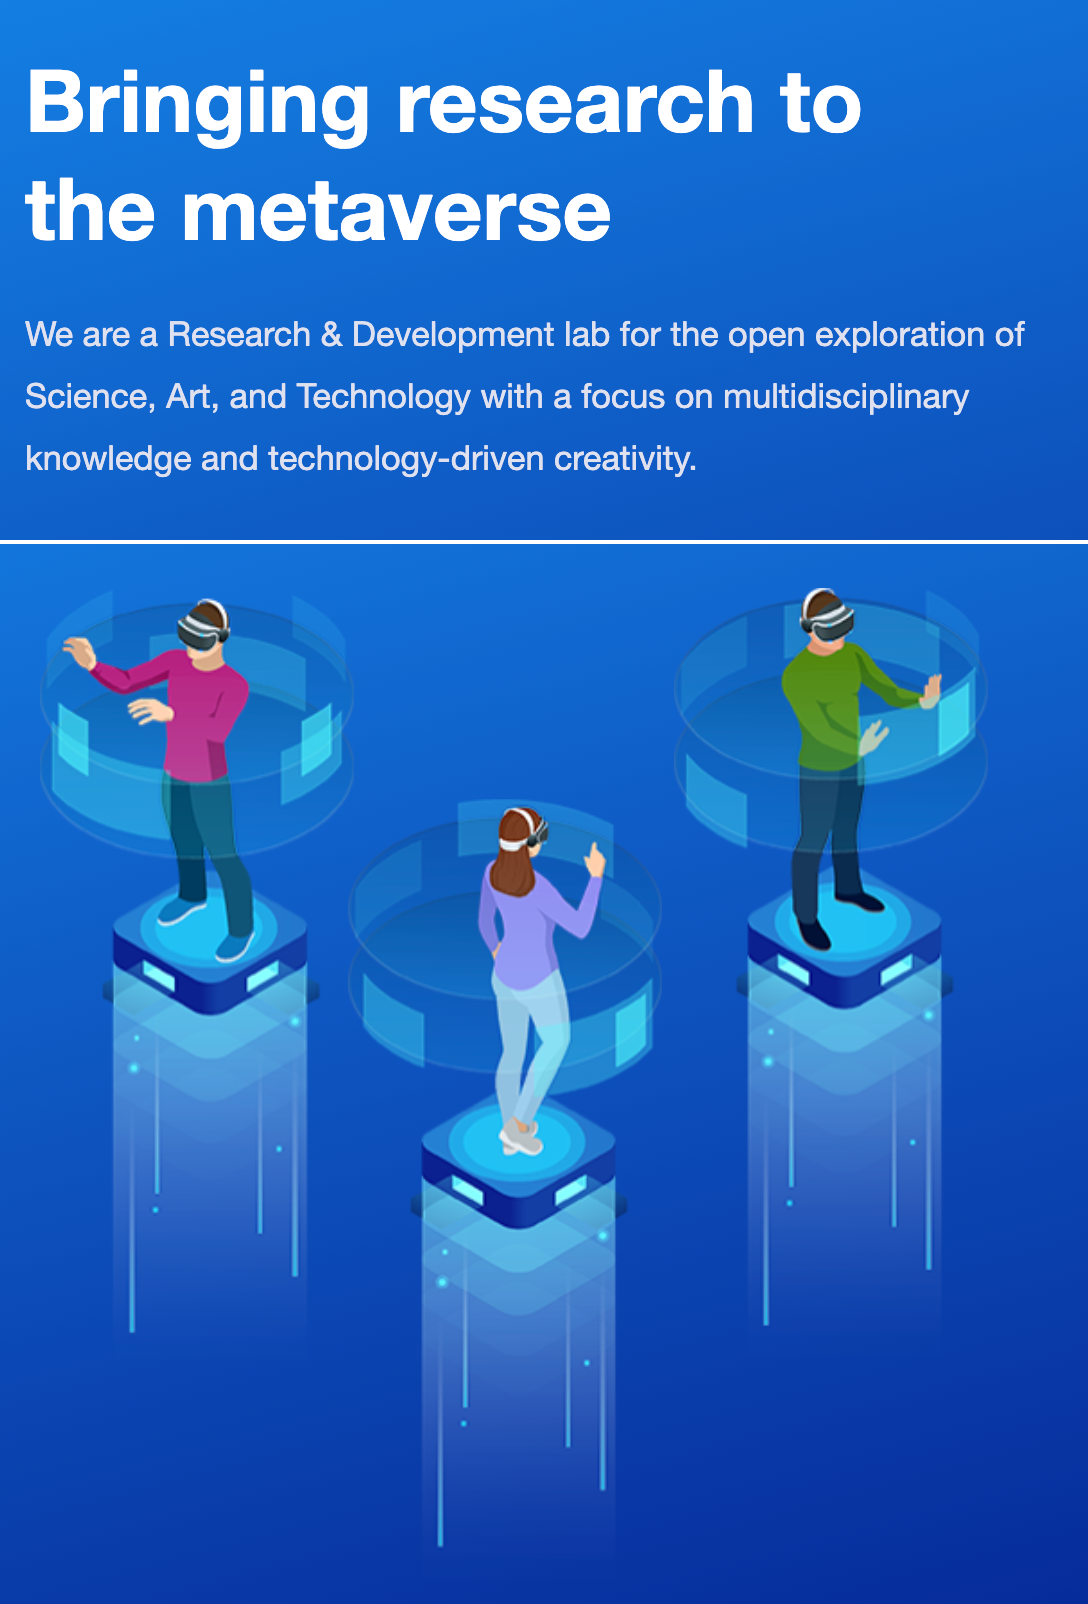 Bringing research to
the metaverse
We are a Research & Development lab for the open exploration of
Science, Art, and Technology with a focus on multidisciplinary
knowledge and technology-driven creativity.